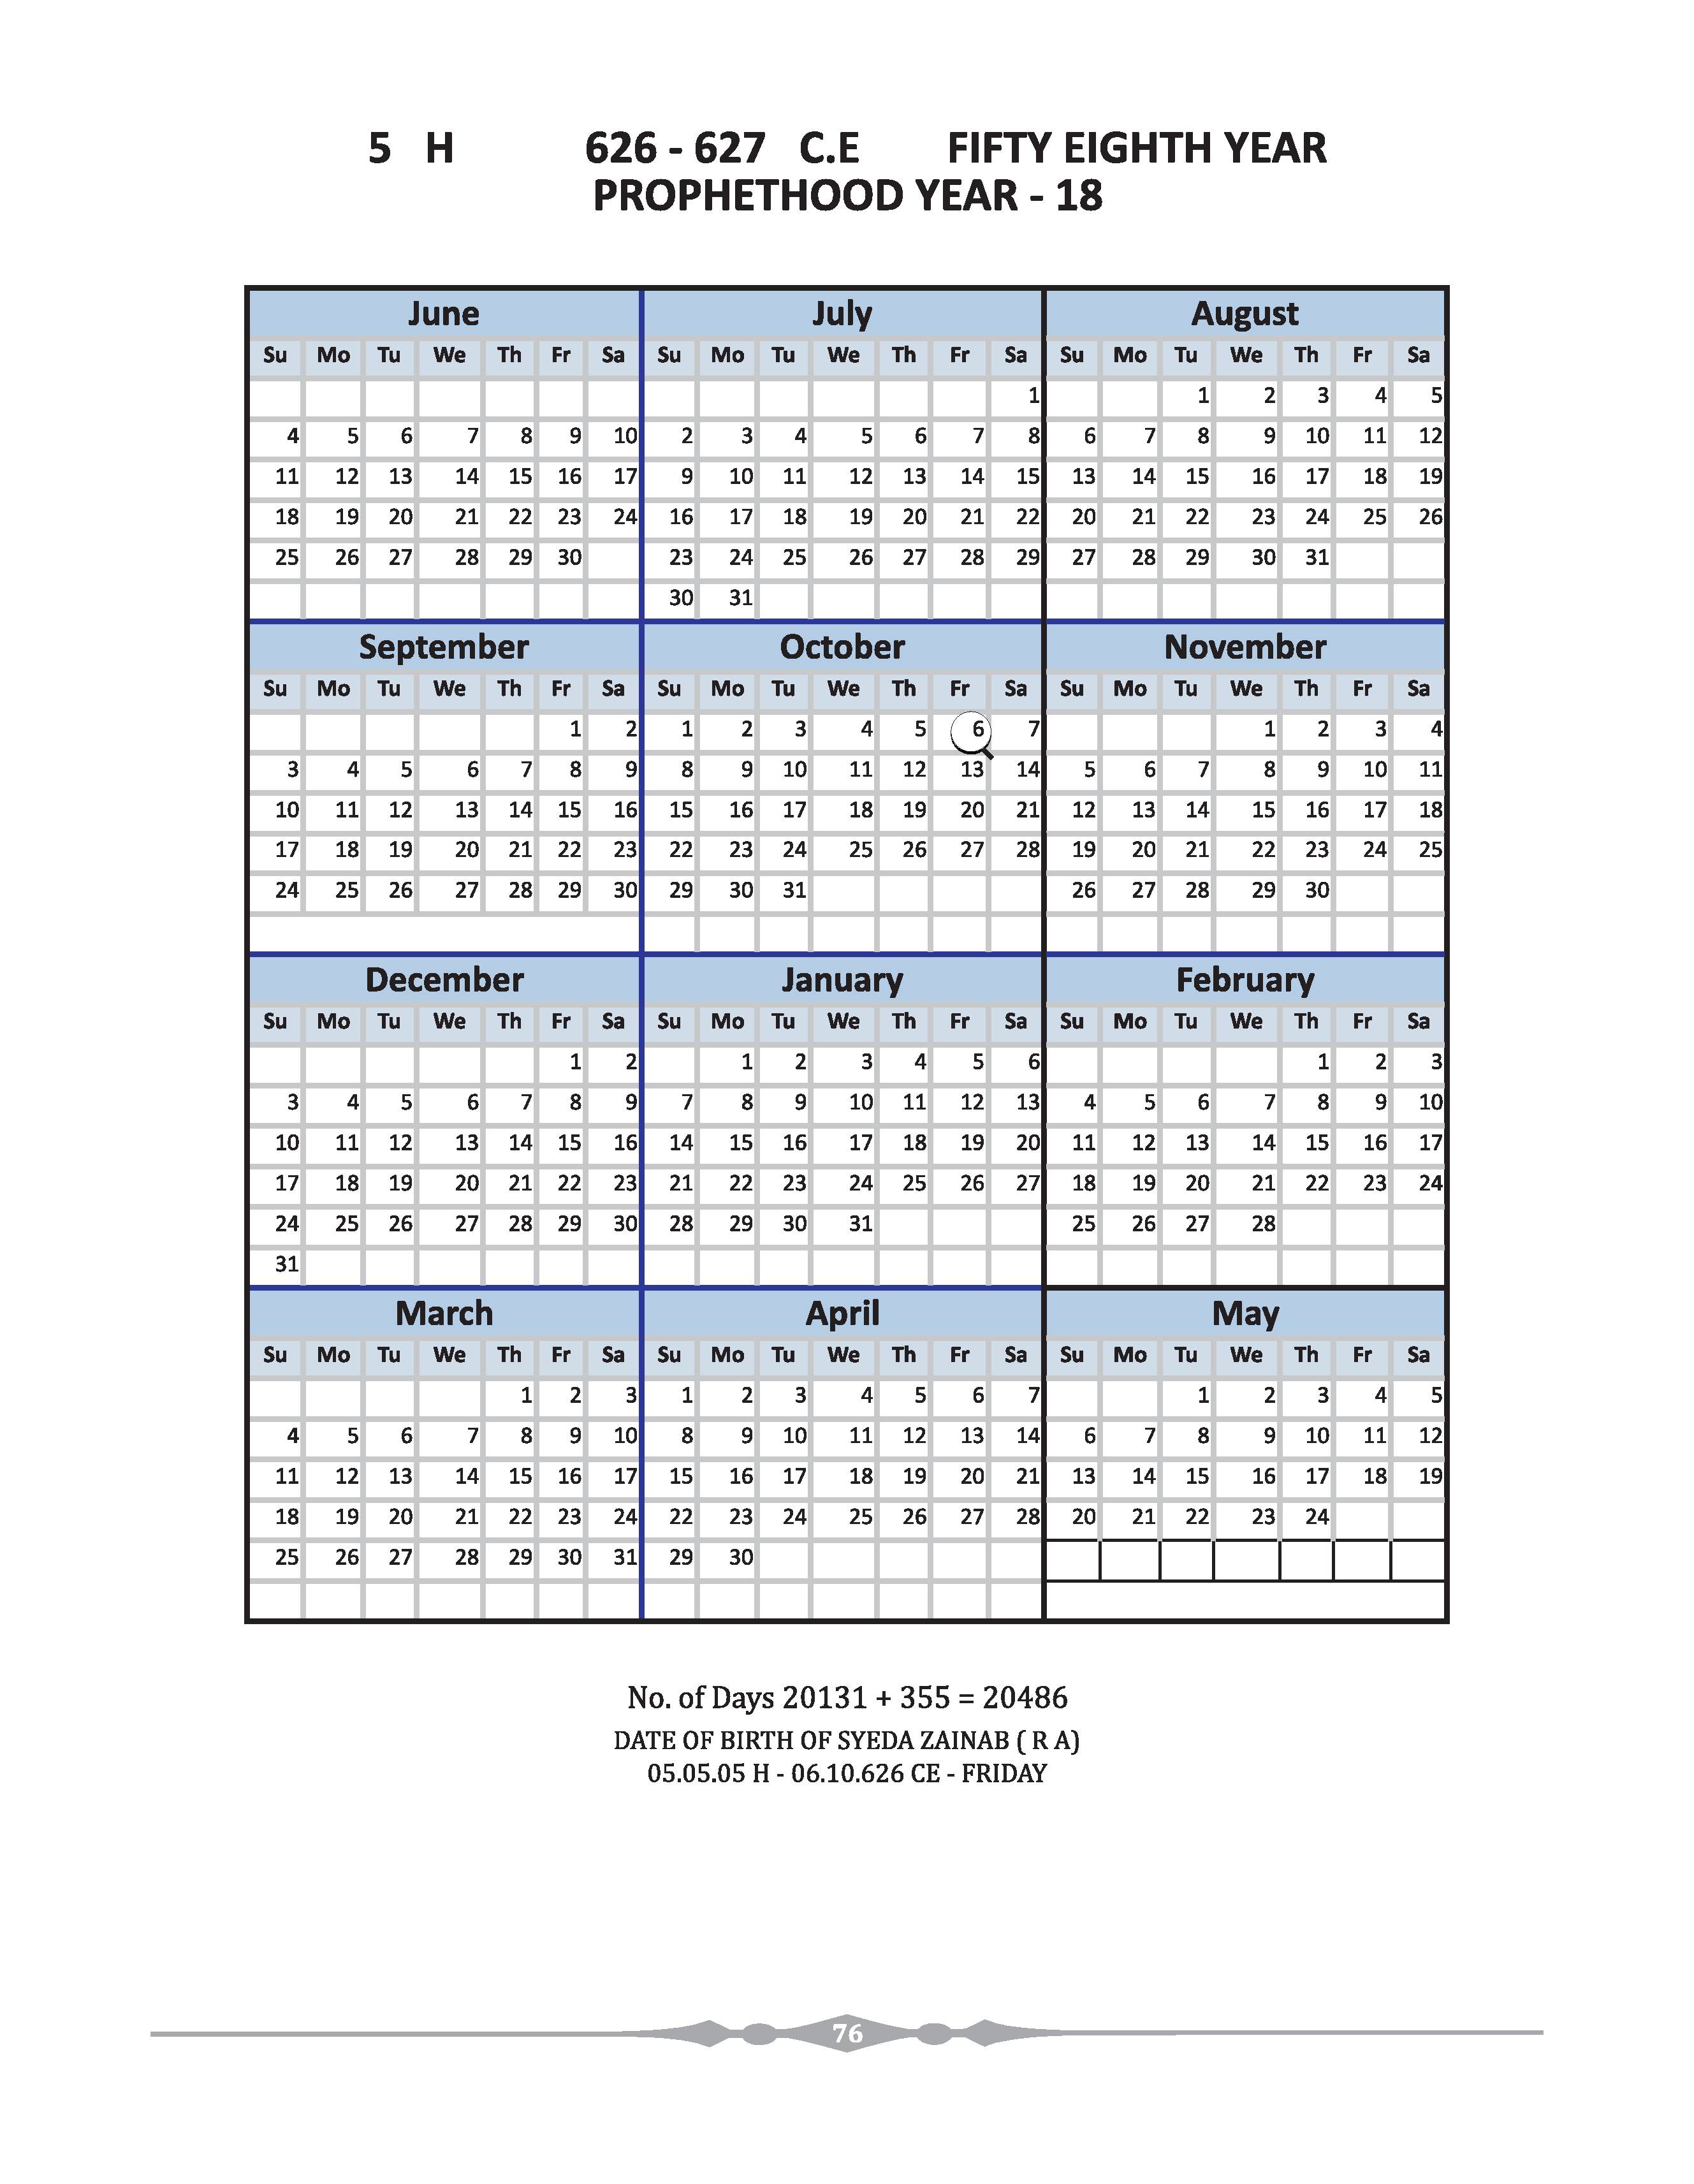 5 H 626 - 627 C.E FIFTY EIGHTH YEAR
PROPHETHOOD YEAR - 18
June July August
Su Mo Tu We Th Fr Sa Su Mo Tu We Th Fr Sa Su Mo Tu We Th Fr Sa
1 1 2 3 4 5
4 5 6 7 8 9 10 2 3 4 5 6 7 8 6 7 8 9 10 11 12
11 12 13 14 15 16 17 9 10 11 12 13 14 15 13 14 15 16 17 18 19
18 19 20 21 22 23 24 16 17 18 19 20 21 22 20 21 22 23 24 25 26
25 26 27 28 29 30 23 24 25 26 27 28 29 27 28 29 30 31
30 31
September October November
Su Mo Tu We Th Fr Sa Su Mo Tu We Th Fr Sa Su Mo Tu We Th Fr Sa
1 2 1 2 3 4 5 6 7 1 2 3 4
3 4 5 6 7 8 9 8 9 10 11 12 13 14 5 6 7 8 9 10 11
10 11 12 13 14 15 16 15 16 17 18 19 20 21 12 13 14 15 16 17 18
17 18 19 20 21 22 23 22 23 24 25 26 27 28 19 20 21 22 23 24 25
24 25 26 27 28 29 30 29 30 31 26 27 28 29 30
December January February
Su Mo Tu We Th Fr Sa Su Mo Tu We Th Fr Sa Su Mo Tu We Th Fr Sa
1 2 1 2 3 4 5 6 1 2 3
3 4 5 6 7 8 9 7 8 9 10 11 12 13 4 5 6 7 8 9 10
10 11 12 13 14 15 16 14 15 16 17 18 19 20 11 12 13 14 15 16 17
17 18 19 20 21 22 23 21 22 23 24 25 26 27 18 19 20 21 22 23 24
24 25 26 27 28 29 30 28 29 30 31 25 26 27 28
31
March April May
Su Mo Tu We Th Fr Sa Su Mo Tu We Th Fr Sa Su Mo Tu We Th Fr Sa
1 2 3 1 2 3 4 5 6 7 1 2 3 4 5
4 5 6 7 8 9 10 8 9 10 11 12 13 14 6 7 8 9 10 11 12
11 12 13 14 15 16 17 15 16 17 18 19 20 21 13 14 15 16 17 18 19
18 19 20 21 22 23 24 22 23 24 25 26 27 28 20 21 22 23 24
25 26 27 28 29 30 31 29 30
No. of Days 20131 + 355 = 20486
DATE OF BIRTH OF SYEDA ZAINAB ( R A)
05.05.05 H - 06.10.626 CE - FRIDAY
76